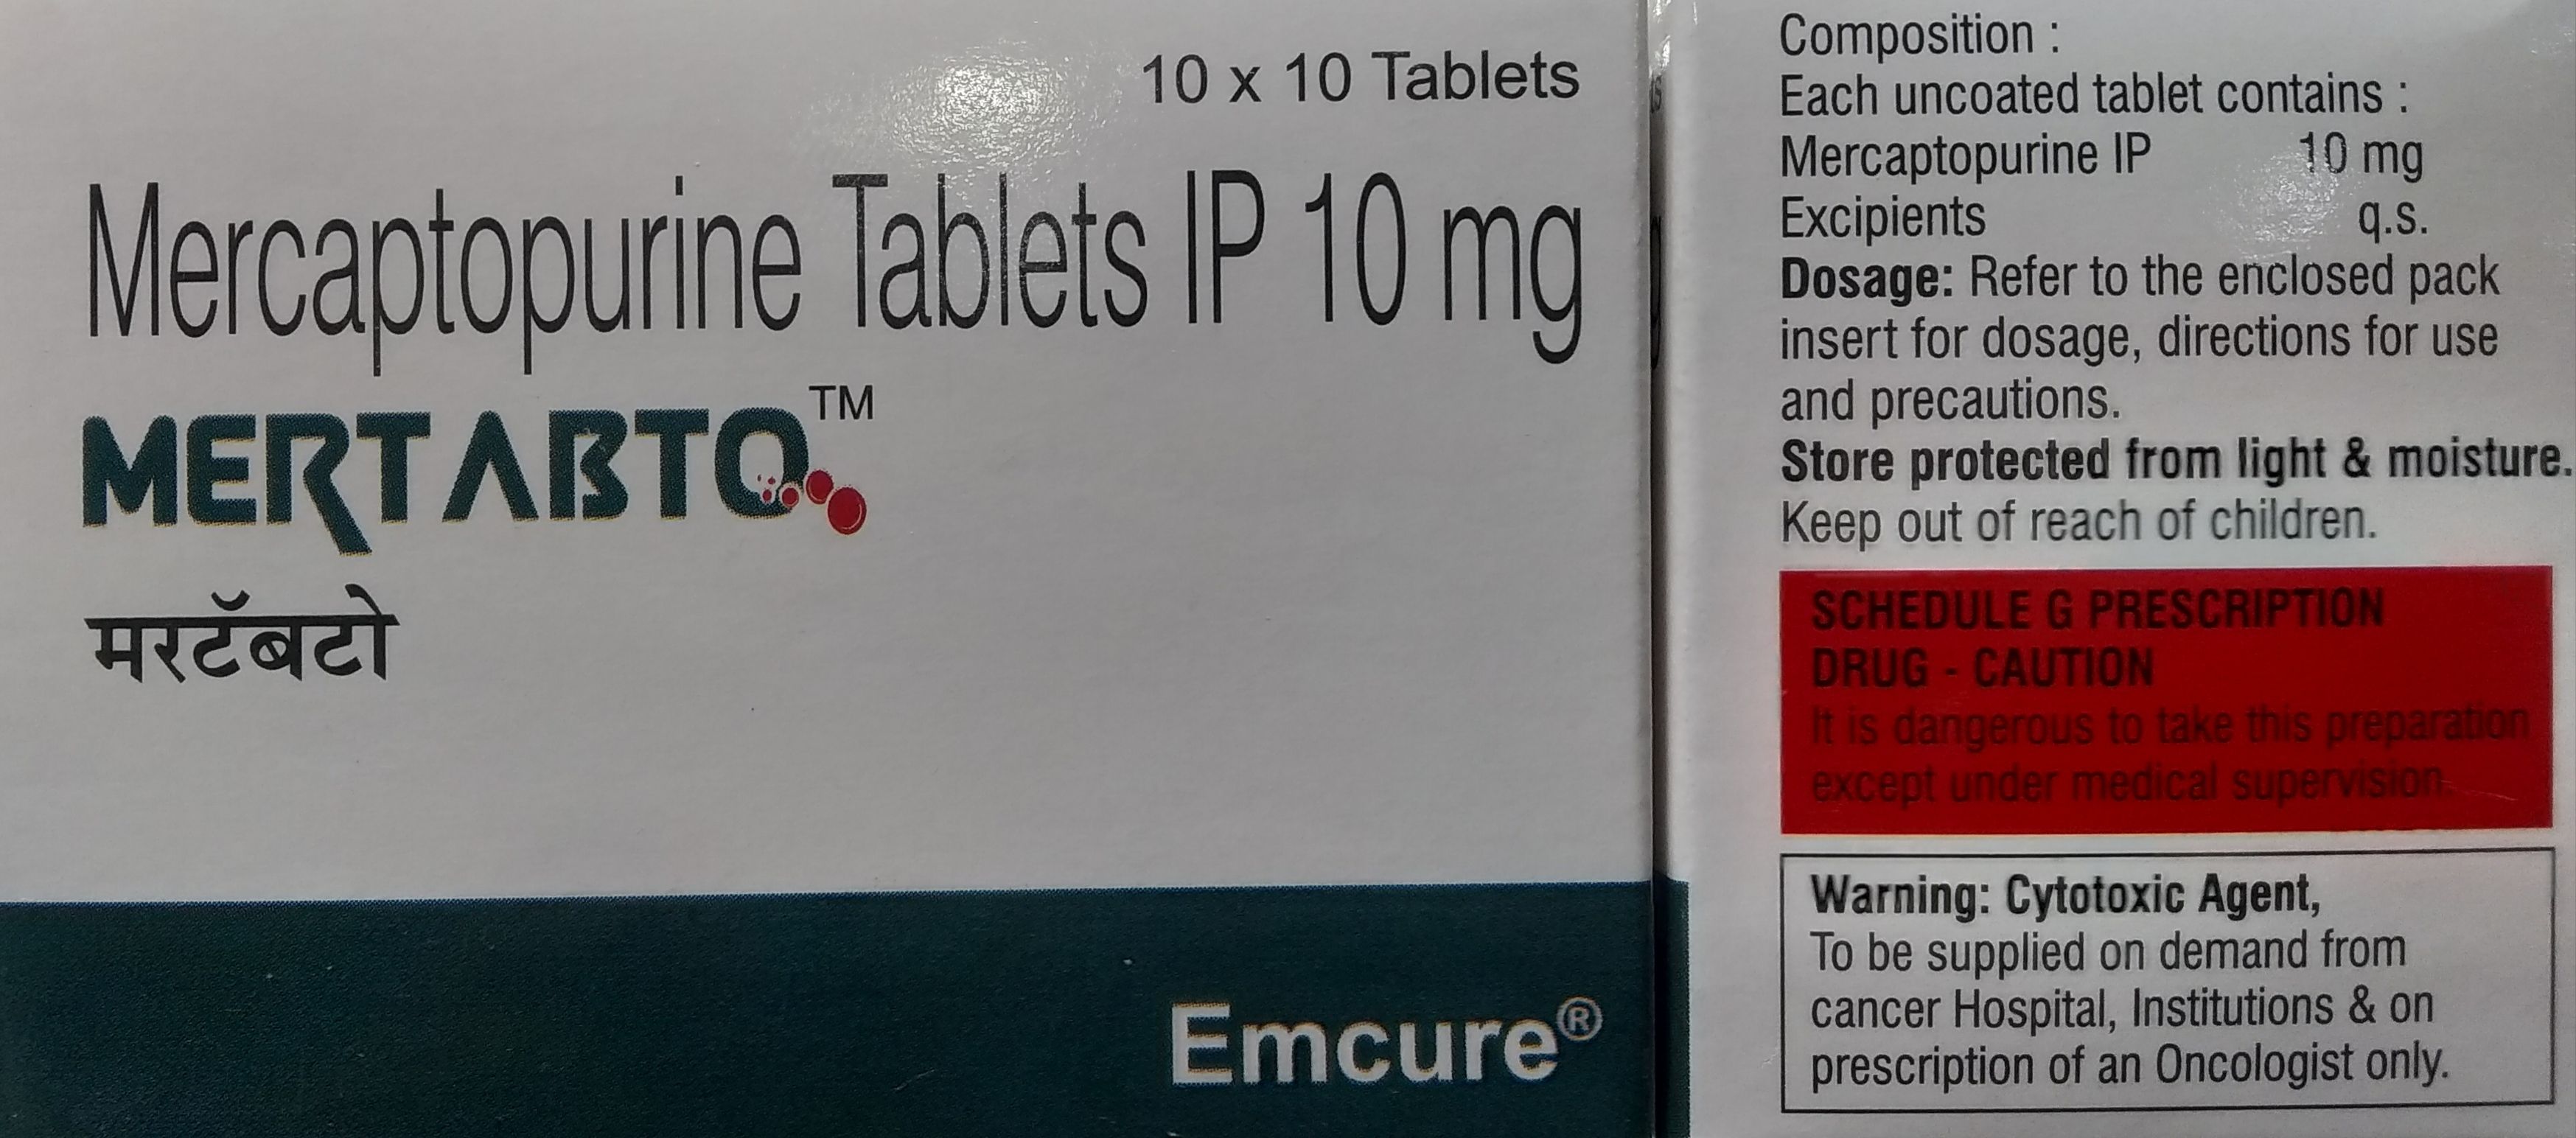 10 x 10 Tablets
Mercaptopurine Tablets IP 10 mg
MERTABTO™
मरटॅबटो
Emcure®
Composition :
Each uncoated tablet contains :
Mercaptopurine IP 10 mg
Excipients q.s.
Dosage: Refer to the enclosed pack
insert for dosage, directions for use
and precautions.
Store protected from light & moisture.
Keep out of reach of children.
SCHEDULE G PRESCRIPTION
DRUG - CAUTION
It is dangerous to take this preparation
except under medical supervision.
Warning: Cytotoxic Agent,
To be supplied on demand from
cancer Hospital, Institutions & on
prescription of an Oncologist only.